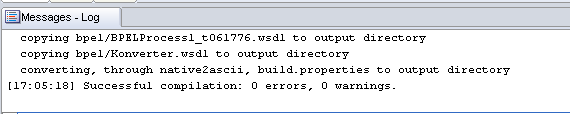 Messages - Log
copying bpel/BPELProcess1_t061776.wsdl to output directory
copying bpel/Konverter.wsdl to output directory
converting, through native2ascii, build.properties to output directory
[17:05:18] Successful compilation: 0 errors, 0 warnings.